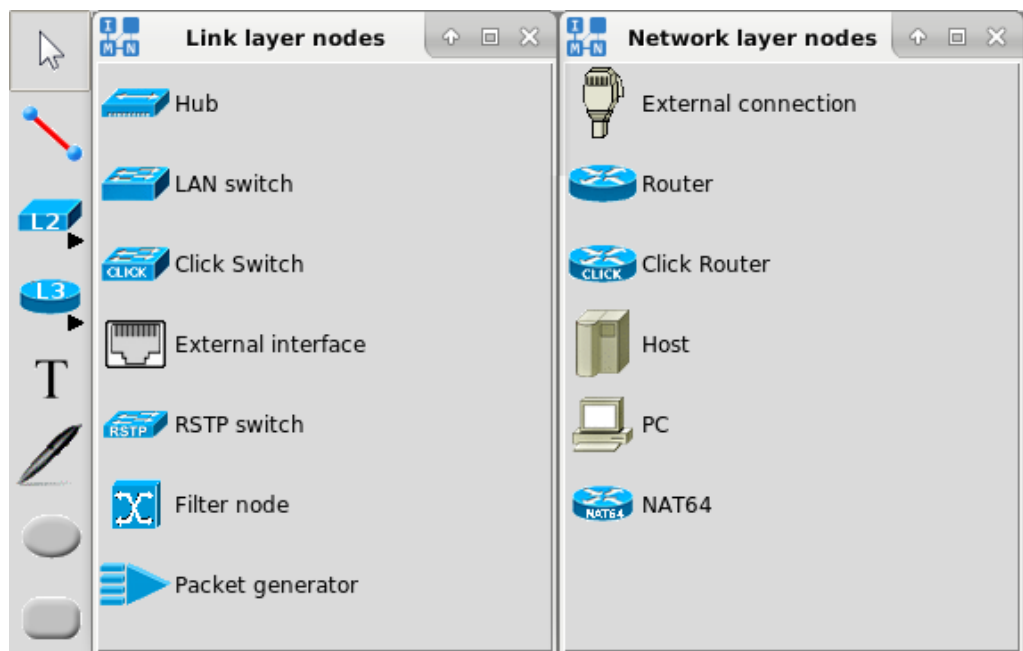 I
M N
Link layer nodes
I
M N
Network layer nodes
Hub
LAN switch
CLICK
Click Switch
External interface
RSTP
RSTP switch
Filter node
Packet generator
External connection
Router
CLICK
Click Router
Host
PC
NAT64
NAT64
L2
L3
T